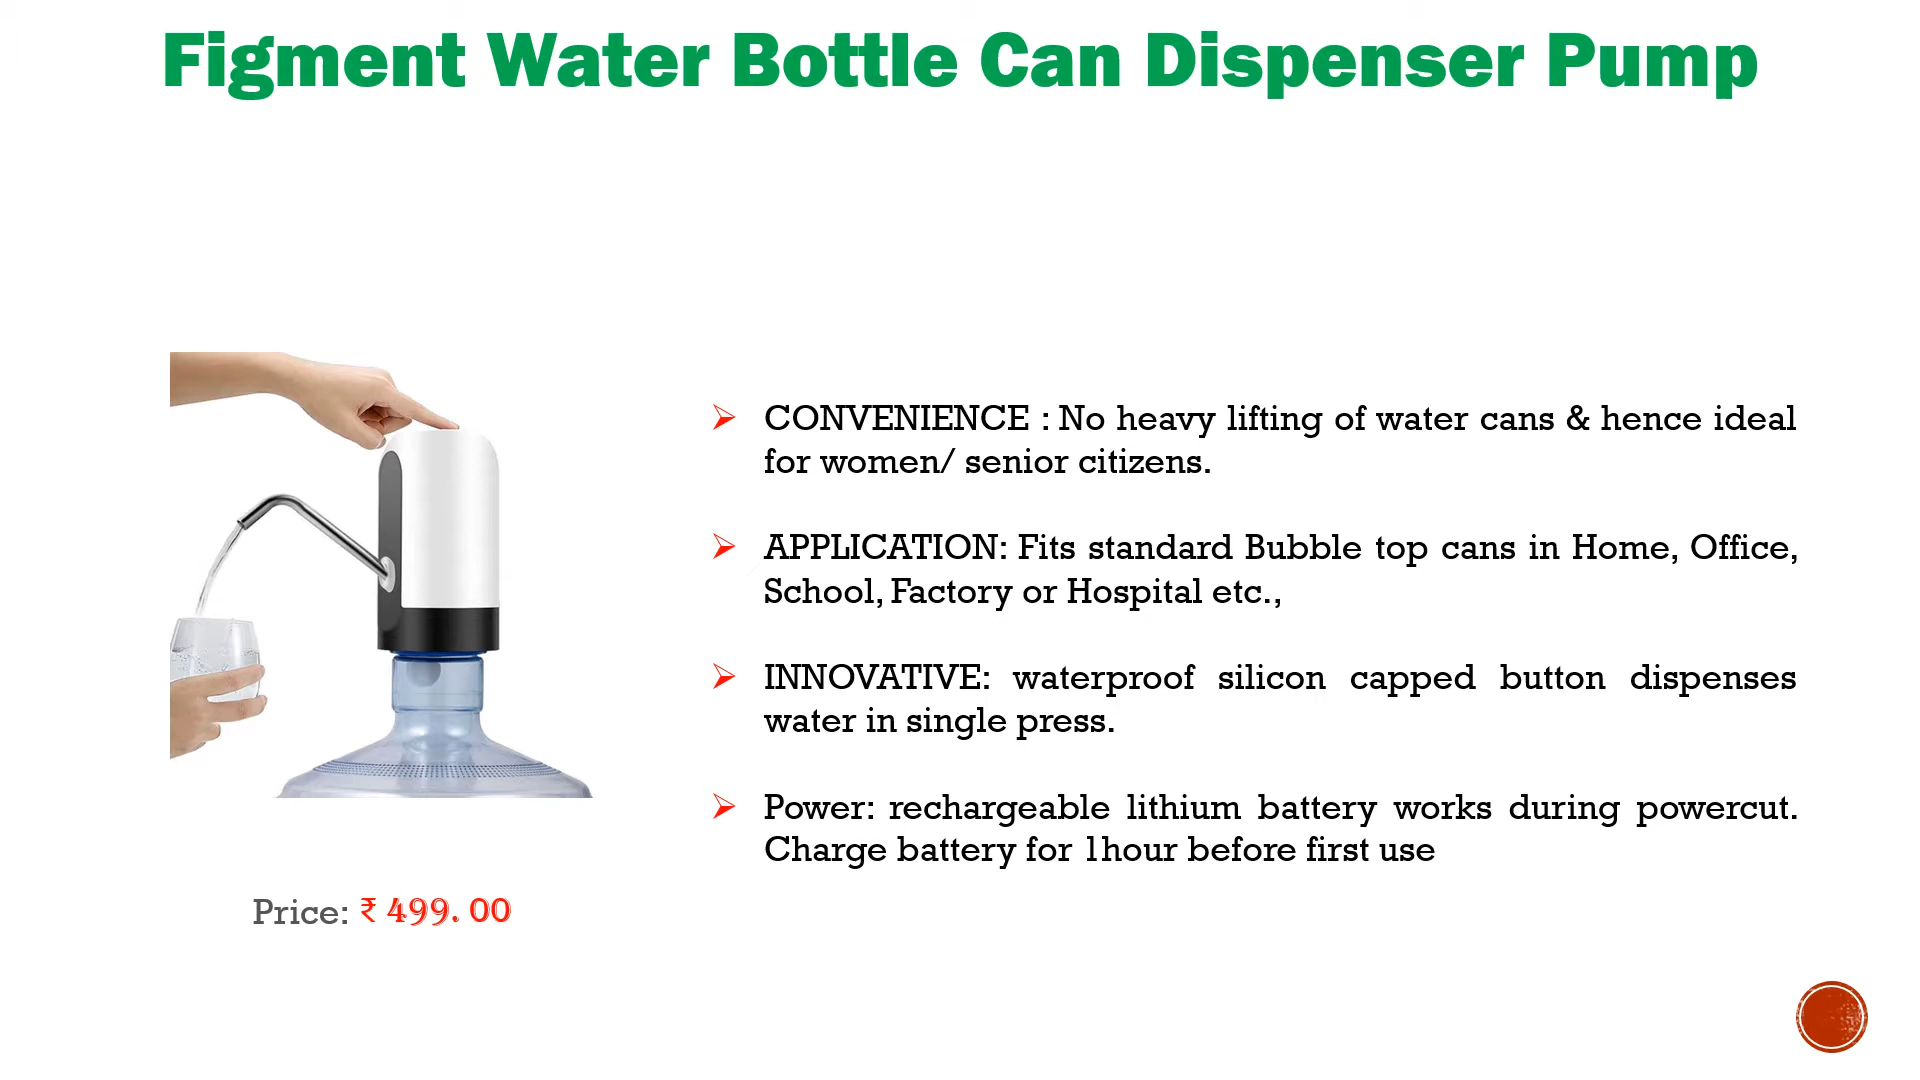 Figment Water Bottle Can Dispenser Pump
➢ CONVENIENCE : No heavy lifting of water cans & hence ideal
for women/ senior citizens.
➢ APPLICATION: Fits standard Bubble top cans in Home, Office,
School, Factory or Hospital etc.,
➢ INNOVATIVE: waterproof silicon capped button dispenses
water in single press.
➢ Power: rechargeable lithium battery works during powercut.
Charge battery for 1hour before first use
Price: ₹ 499. 00